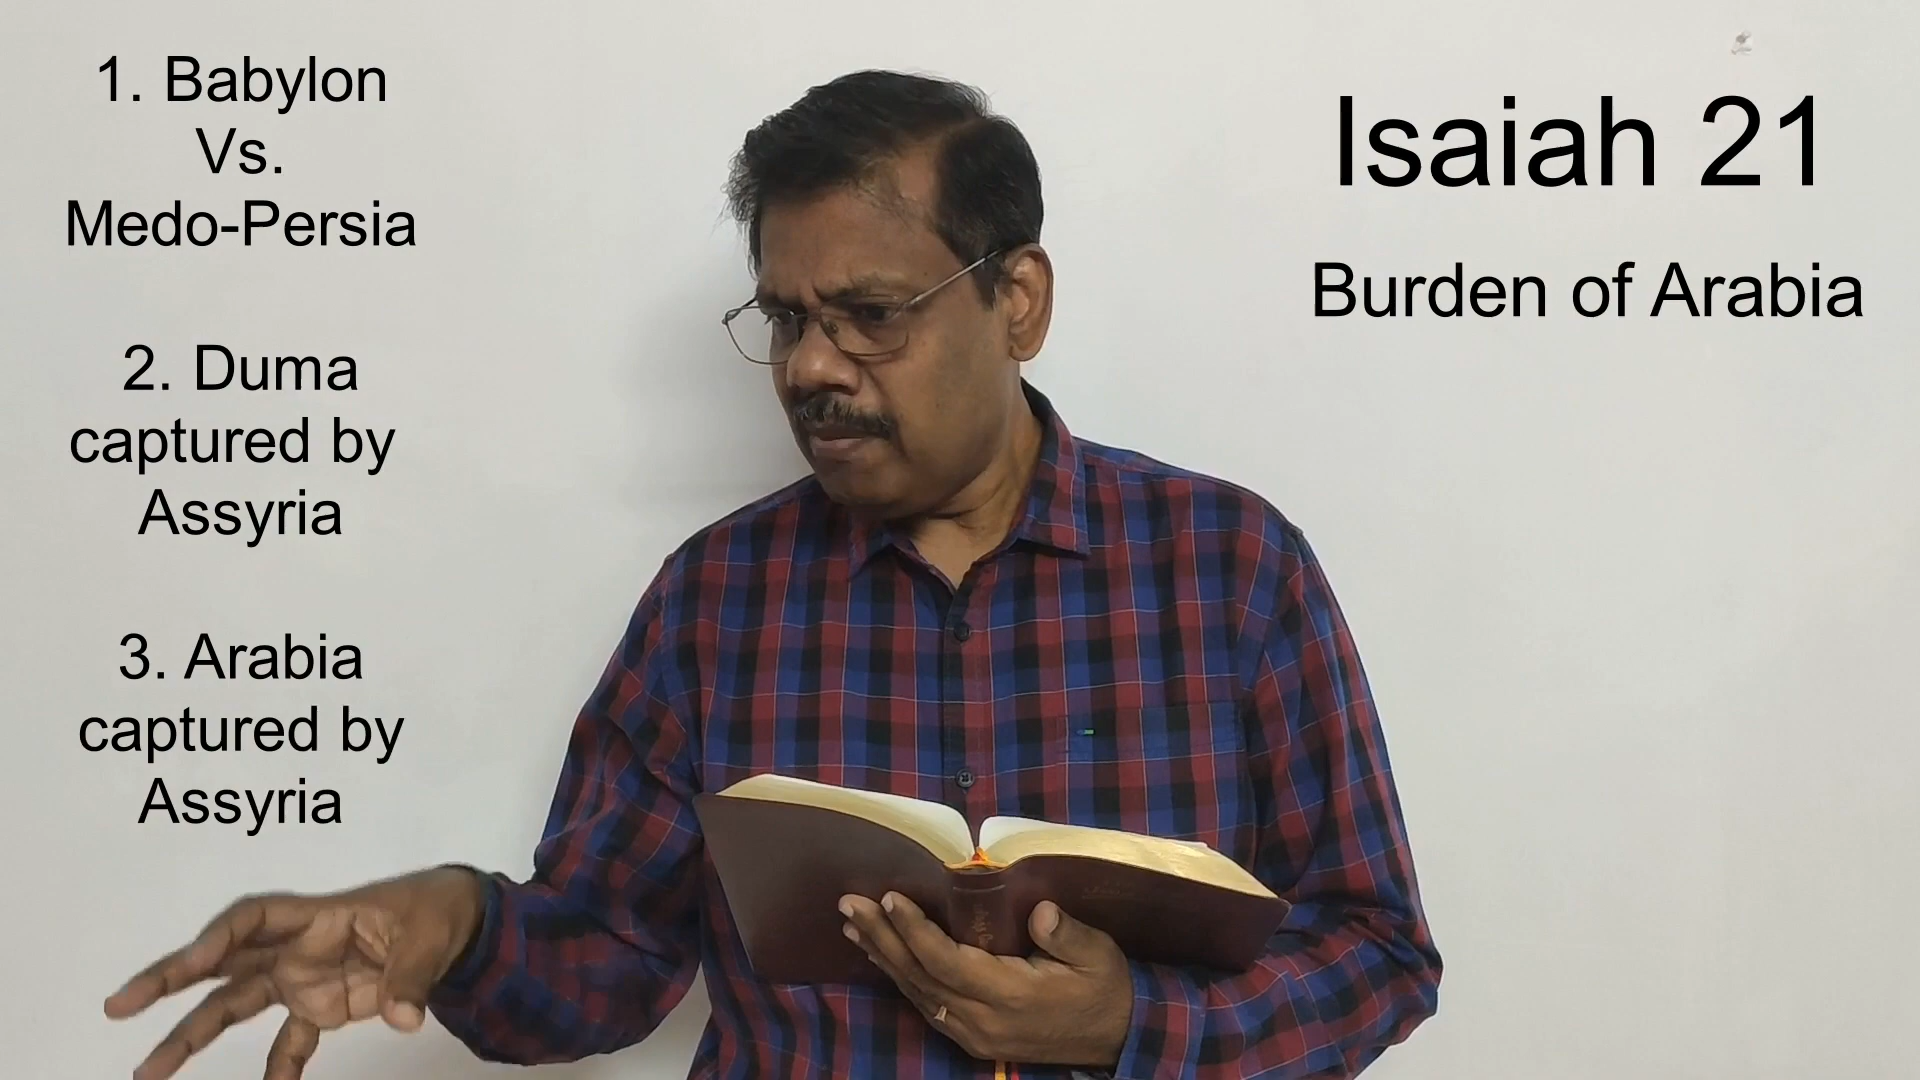 1. Babylon
Vs.
Medo-Persia
2. Duma
captured by
Assyria
3. Arabia
captured by
Assyria
Isaiah 21
Burden of Arabia